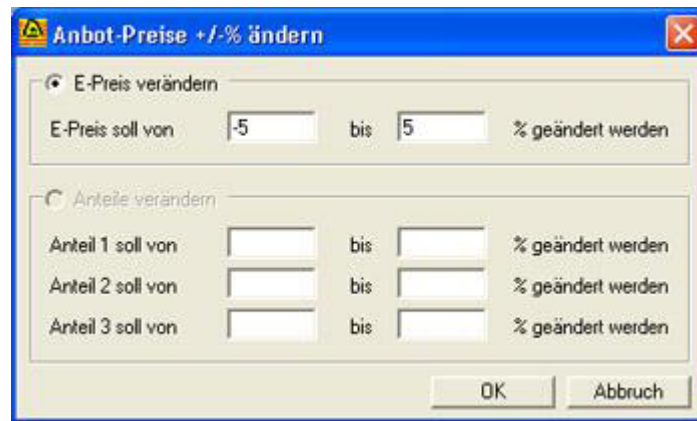 Anbot-Preise +/-% ändern
E-Preis verändern
E-Preis soll von -5 bis 5 % geändert werden
Anteile verändern
Anteil 1 soll von bis % geändert werden
Anteil 2 soll von bis % geändert werden
Anteil 3 soll von bis % geändert werden
OK Abbruch